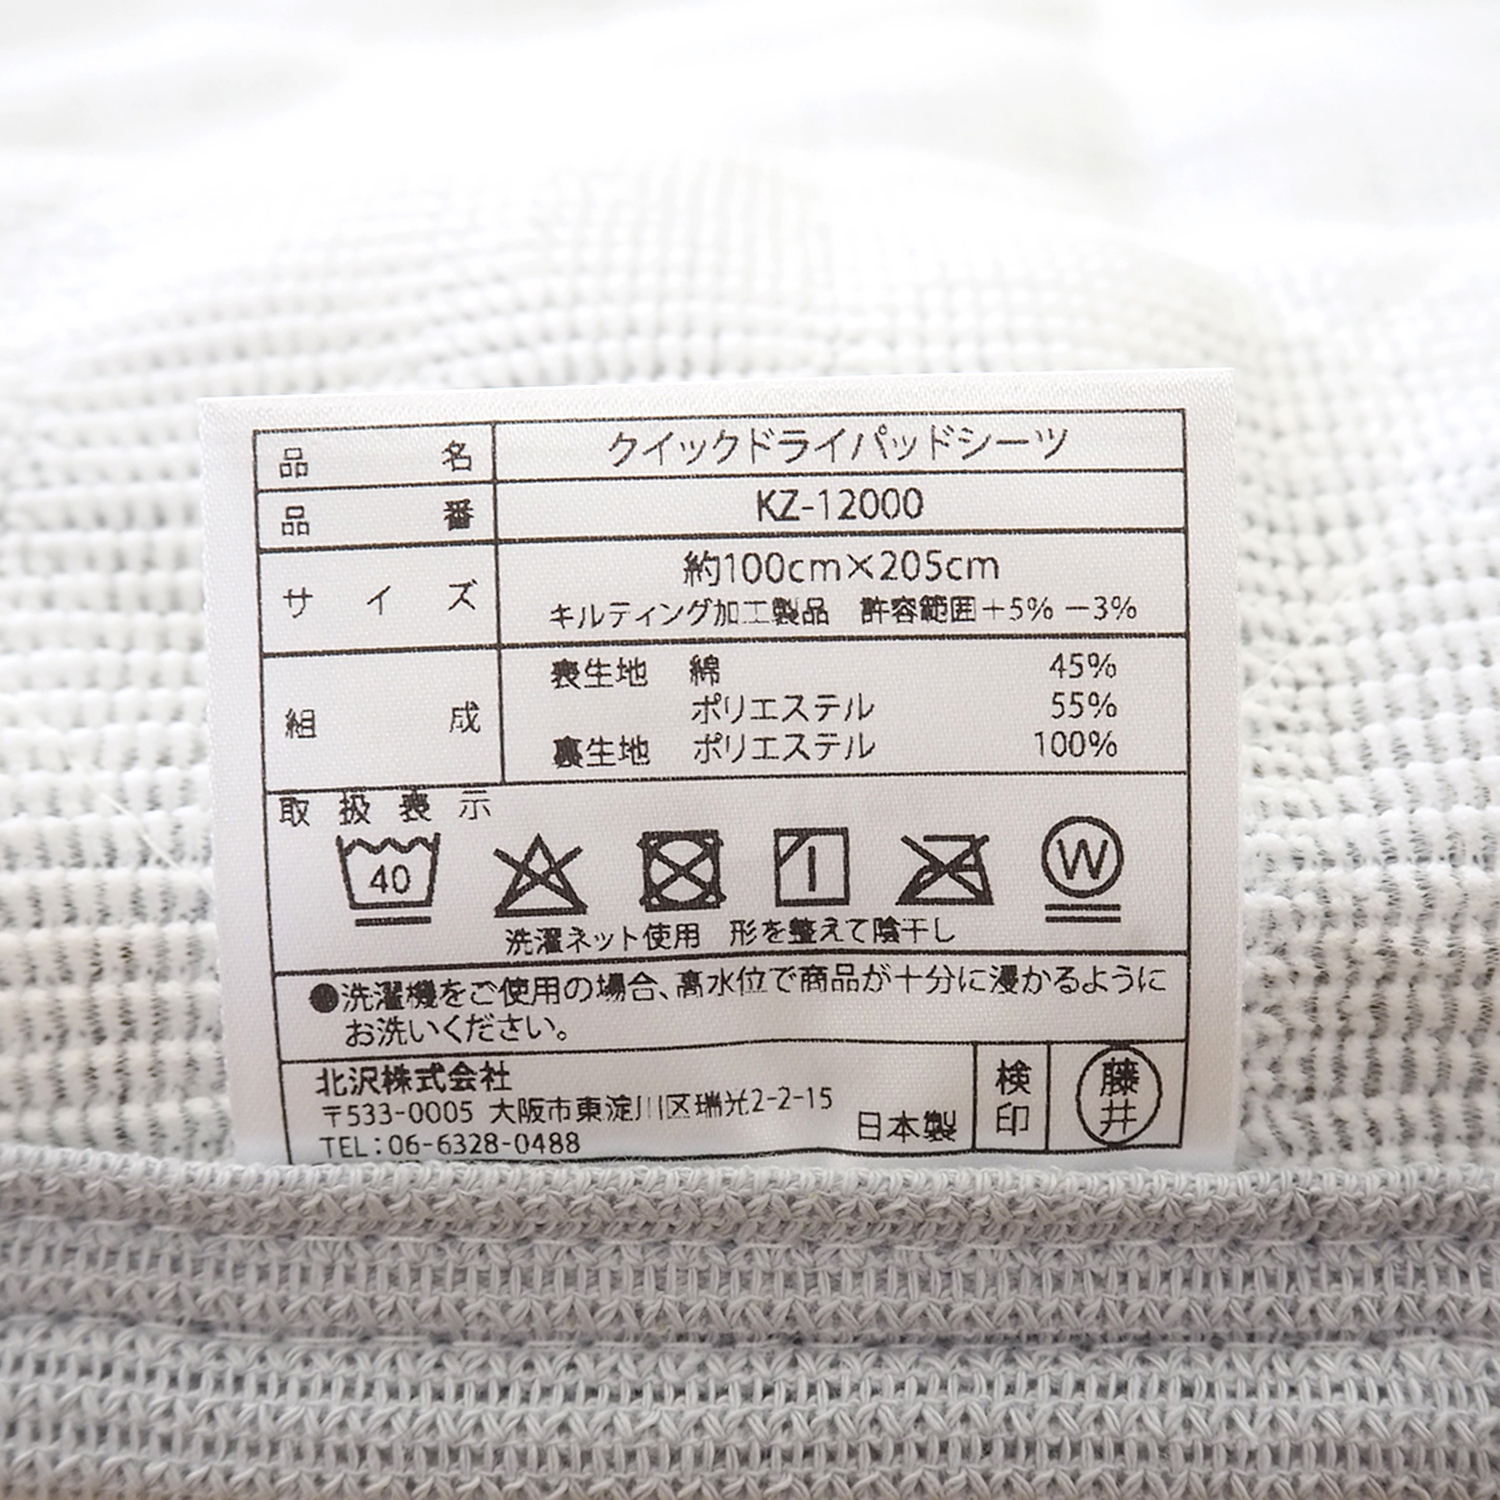 品名 クイックドライパッドシーツ
品番 KZ-12000
サイズ 約100cm×205cm
キルティング加工製品 許容範囲+5% −3%
組成 表生地 綿 45%
ポリエステル 55%
裏生地 ポリエステル 100%
取扱表示
40 W
洗濯ネット使用 形を整えて陰干し
●洗濯機をご使用の場合、高水位で商品が十分に浸かるように
お洗いください。
北沢株式会社
〒533-0005 大阪市東淀川区瑞光2-2-15
TEL:06-6328-0488
日本製
検印 藤井